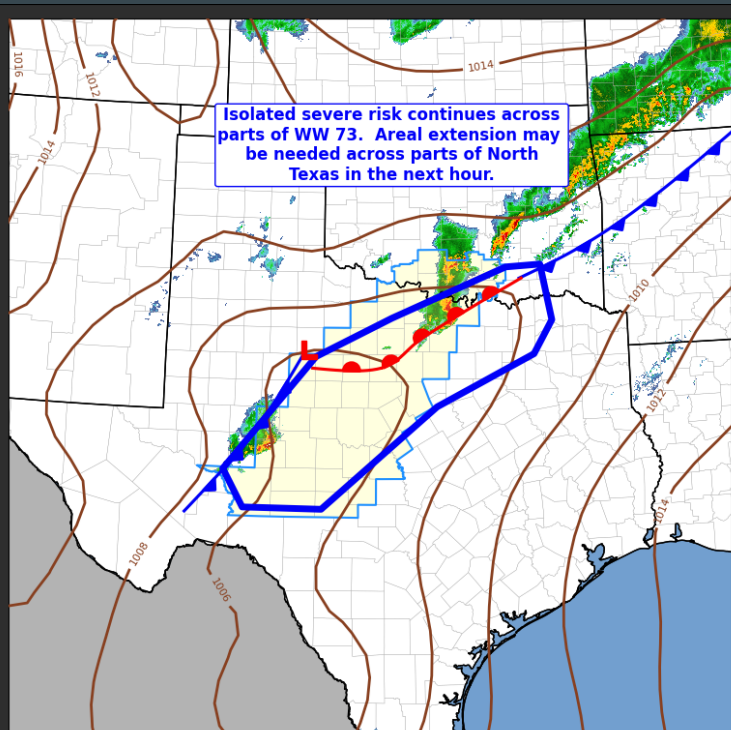 1016
1012
1014
1014
Isolated severe risk continues across
parts of WW 73.  Areal extension may
be needed across parts of North
Texas in the next hour.
1010
L
1012
1014
1008
1006